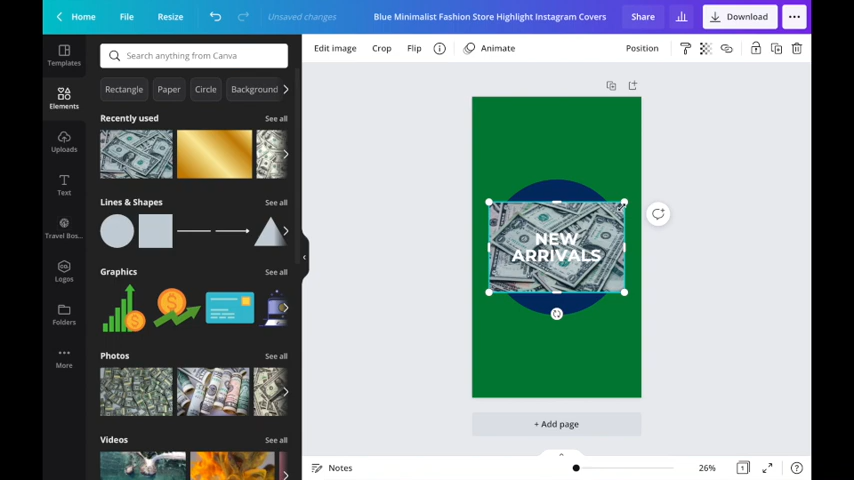 Home
File
Resize
Unsaved changes
Blue Minimalist Fashion Store Highlight Instagram Covers
Share
Download
Templates
Elements
Uploads
Text
Travel Bos...
Logos
Folders
More
Search anything from Canva
Rectangle
Paper
Circle
Background
Recently used
See all
Lines & Shapes
See all
Graphics
See all
Photos
See all
Videos
See all
Edit image
Crop
Flip
Animate
Position
NEW
ARRIVALS
+ Add page
Notes
26%
1